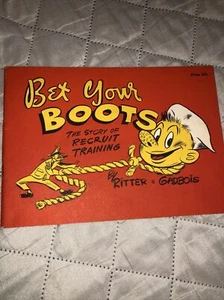 Bet Your
BOOTS
THE STORY OF
RECRUIT
TRAINING
By
RITTER & GADBOIS